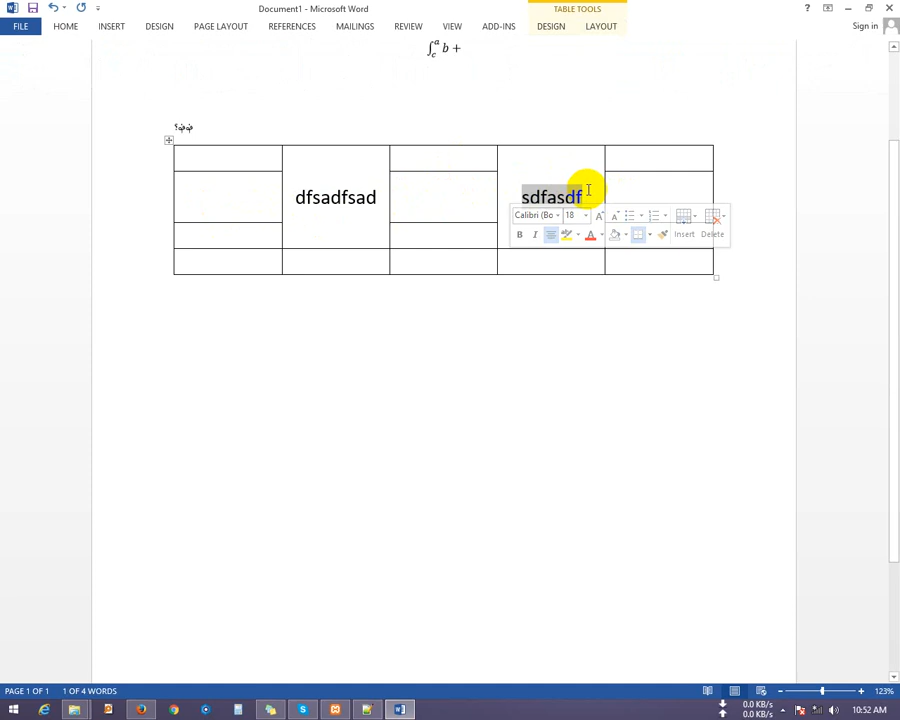 Document1 - Microsoft Word
TABLE TOOLS
?
FILE
HOME
INSERT
DESIGN
PAGE LAYOUT
REFERENCES
MAILINGS
REVIEW
VIEW
ADD-INS
DESIGN
LAYOUT
Sign in
∫ₐᶜ b +
dfsadfsad
sdfasdf
Calibri (Bo
18
A
A
B
I
A
Insert
Delete
PAGE 1 OF 1
1 OF 4 WORDS
123%
0.0 KB/s
0.0 KB/s
10:52 AM